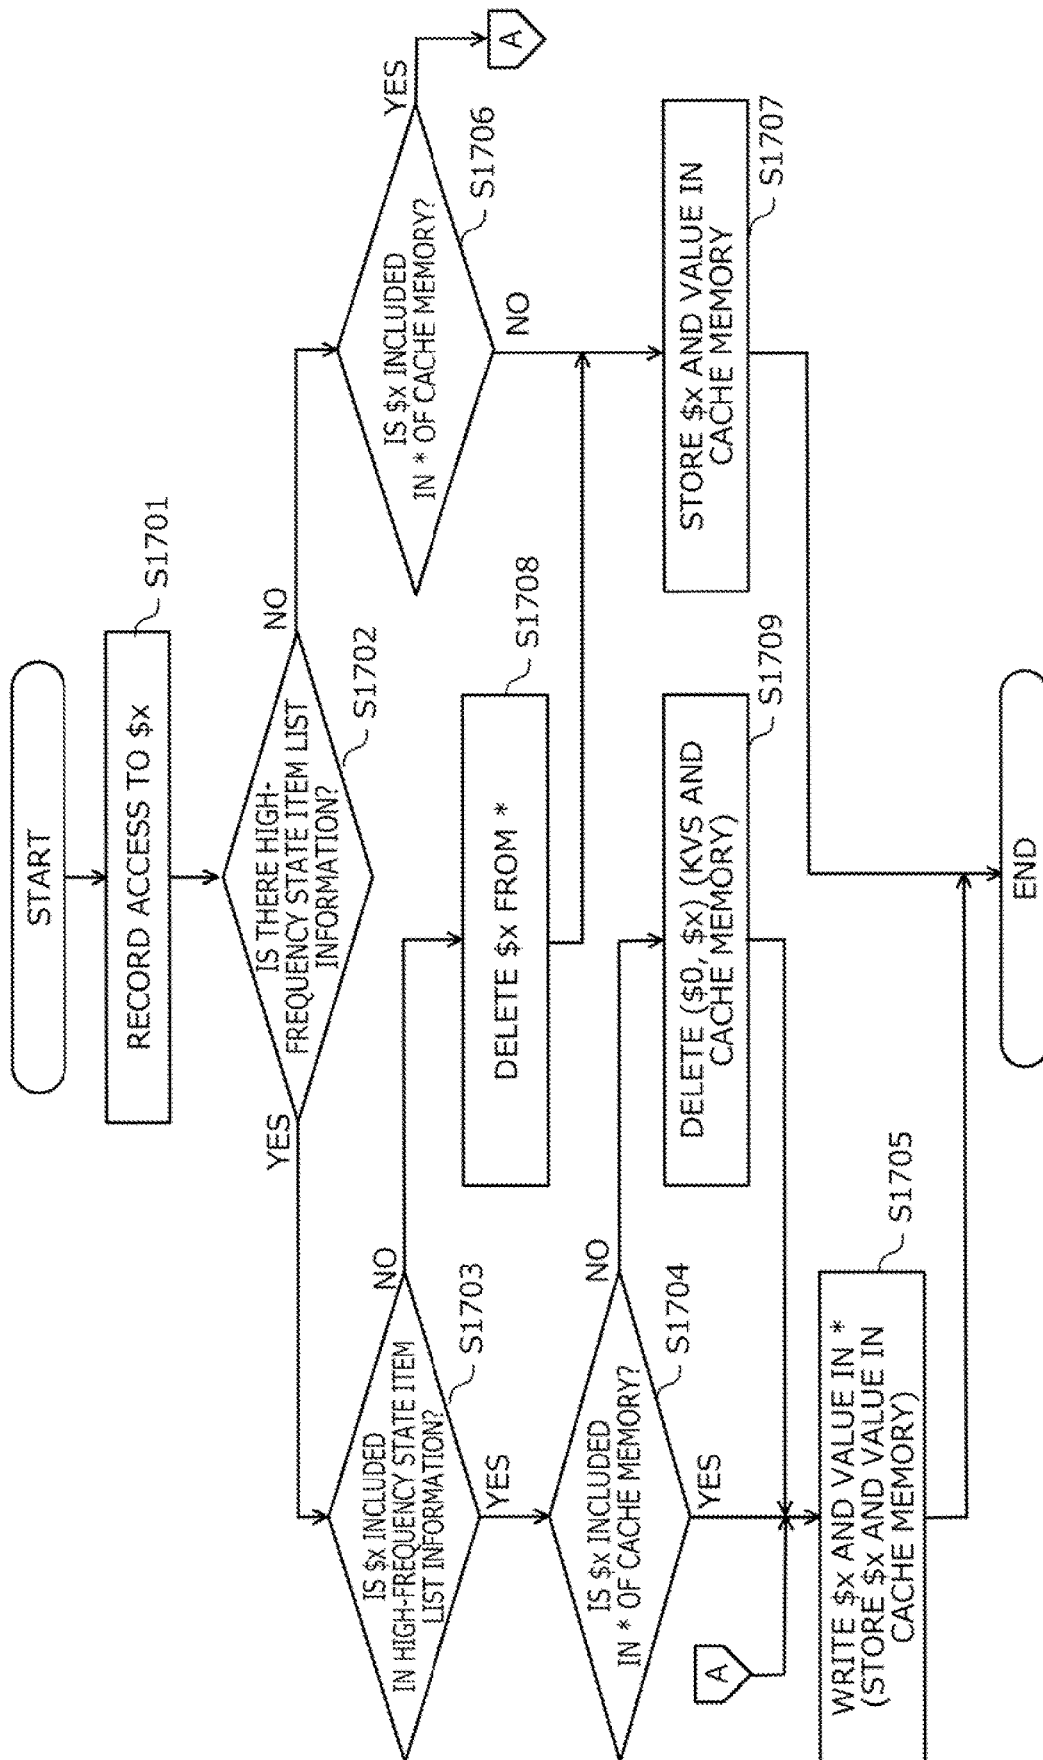 START
RECORD ACCESS TO $x
S1701
IS THERE HIGH-
FREQUENCY STATE ITEM LIST
INFORMATION?
S1702
YES
NO
IS $x INCLUDED
IN HIGH-FREQUENCY STATE ITEM
LIST INFORMATION?
S1703
NO
YES
IS $x INCLUDED
IN * OF CACHE MEMORY?
S1706
YES
A
NO
DELETE $x FROM *
S1708
IS $x INCLUDED
IN * OF CACHE MEMORY?
S1704
NO
YES
DELETE ($0, $x) (KVS AND
CACHE MEMORY)
S1709
STORE $x AND VALUE IN
CACHE MEMORY
S1707
A
WRITE $x AND VALUE IN *
(STORE $x AND VALUE IN
CACHE MEMORY)
S1705
END